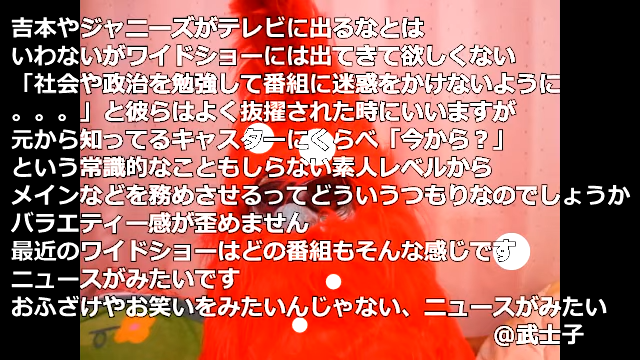 吉本やジャニーズがテレビに出るなとは
いわないがワイドショーには出てきて欲しくない
「社会や政治を勉強して番組に迷惑をかけないように
。。。」と彼らはよく抜擢された時にいいますが
元から知ってるキャスターにくらべ「今から？」
という常識的なこともしらない素人レベルから
メインなどを務めさせるってどういうつもりなのでしょうか
バラエティー感が歪めません
最近のワイドショーはどの番組もそんな感じです
ニュースがみたいです
おふざけやお笑いをみたいんじゃない、ニュースがみたい
@武士子